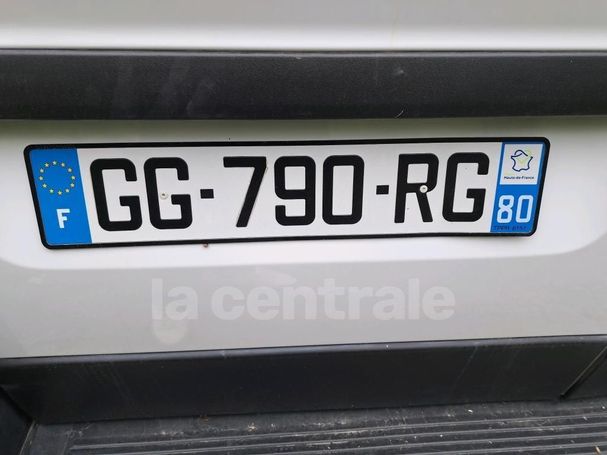 F GG-790-RG
Hauts-de-France
80
la centrale